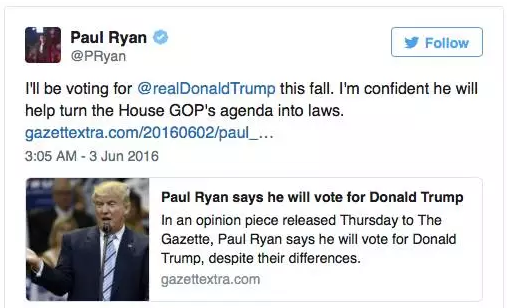 Paul Ryan
@PRyan
Follow
I'll be voting for @realDonaldTrump this fall. I'm confident he will
help turn the House GOP's agenda into laws.
gazettextra.com/20160602/paul_…
3:05 AM - 3 Jun 2016
Paul Ryan says he will vote for Donald Trump
In an opinion piece released Thursday to The
Gazette, Paul Ryan says he will vote for Donald
Trump, despite their differences.
gazettextra.com